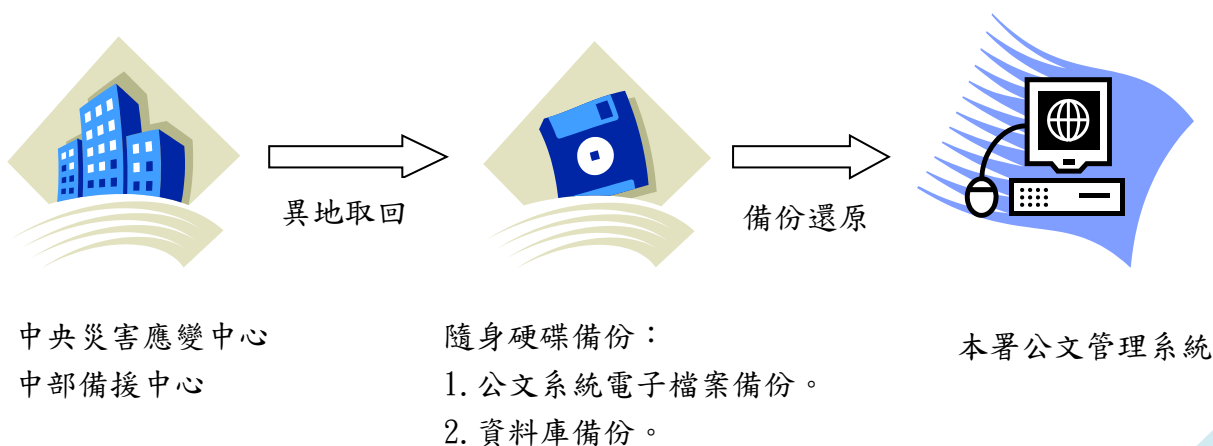 異地取回
備份還原
中央災害應變中心
中部備援中心
隨身硬碟備份：
1.公文系統電子檔案備份。
2.資料庫備份。
本署公文管理系統